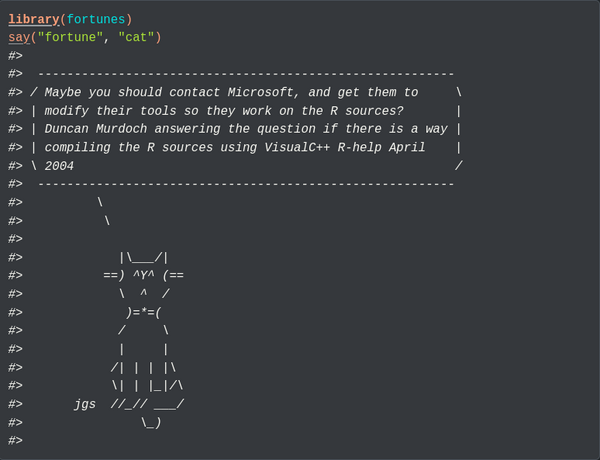 library(fortunes)
say("fortune", "cat")
#>
#>  ---------------------------------------------------------
#> / Maybe you should contact Microsoft, and get them to     \
#> | modify their tools so they work on the R sources?       |
#> | Duncan Murdoch answering the question if there is a way |
#> | compiling the R sources using VisualC++ R-help April    |
#> \ 2004                                                    /
#>  ---------------------------------------------------------
#>          \
#>           \
#>
#>             |\___/|
#>           ==) ^Y^ (==
#>             \  ^  /
#>              )=*=(
#>             /     \
#>             |     |
#>            /| | | |\
#>            \| | |_|/\
#>       jgs  //_// ___/
#>                \_)
#>